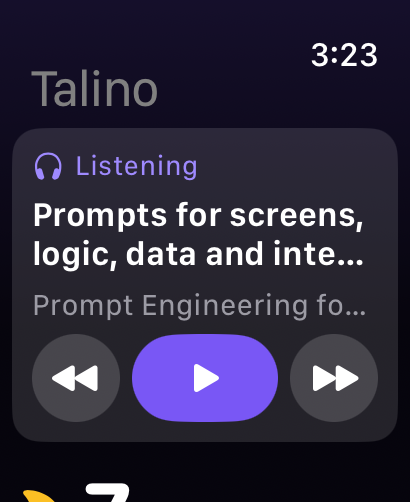 3:23
Talino
Listening
Prompts for screens,
logic, data and inte...
Prompt Engineering fo...